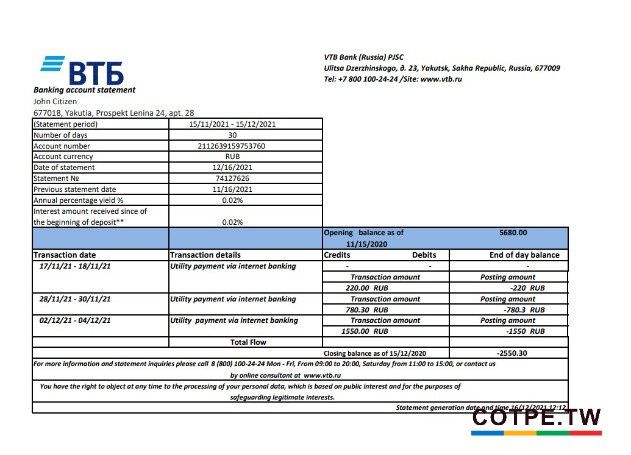 VTB Bank (Russia) PJSC
Ulitsa Dzerzhinskogo, д. 23, Yakutsk, Sakha Republic, Russia, 677009
Tel: +7 800 100-24-24 /Site: www.vtb.ru
ВТБ
Banking account statement
John Citizen
677018, Yakutia, Prospekt Lenina 24, apt. 28
(Statement period) 15/11/2021 - 15/12/2021
Number of days 30
Account number 2112639159753760
Account currency RUB
Date of statement 12/16/2021
Statement № 74127626
Previous statement date 11/16/2021
Annual percentage yield % 0.02%
Interest amount received since of
the beginning of deposit** 0.02%
Opening balance as of 5680.00
11/15/2020
Transaction date Transaction details Credits Debits End of day balance
17/11/21 - 18/11/21 Utility payment via internet banking - - -
Transaction amount Posting amount
220.00 RUB -220 RUB
28/11/21 - 30/11/21 Utility payment via internet banking Transaction amount Posting amount
780.30 RUB -780.3 RUB
02/12/21 - 04/12/21 Utility payment via internet banking Transaction amount Posting amount
1550.00 RUB -1550 RUB
Total Flow
Closing balance as of 15/12/2020 -2550.30
For more information and statement inquiries please call 8 (800) 100-24-24 Mon - Fri, From 09:00 to 20:00, Saturday from 11:00 to 15:00, or contact us
by online consultant at www.vtb.ru
You have the right to object at any time to the processing of your personal data, which is based on public interest and for the purposes of
safeguarding legitimate interests.
Statement generation date and time 16/12/2021 12:12
COTPE.TW